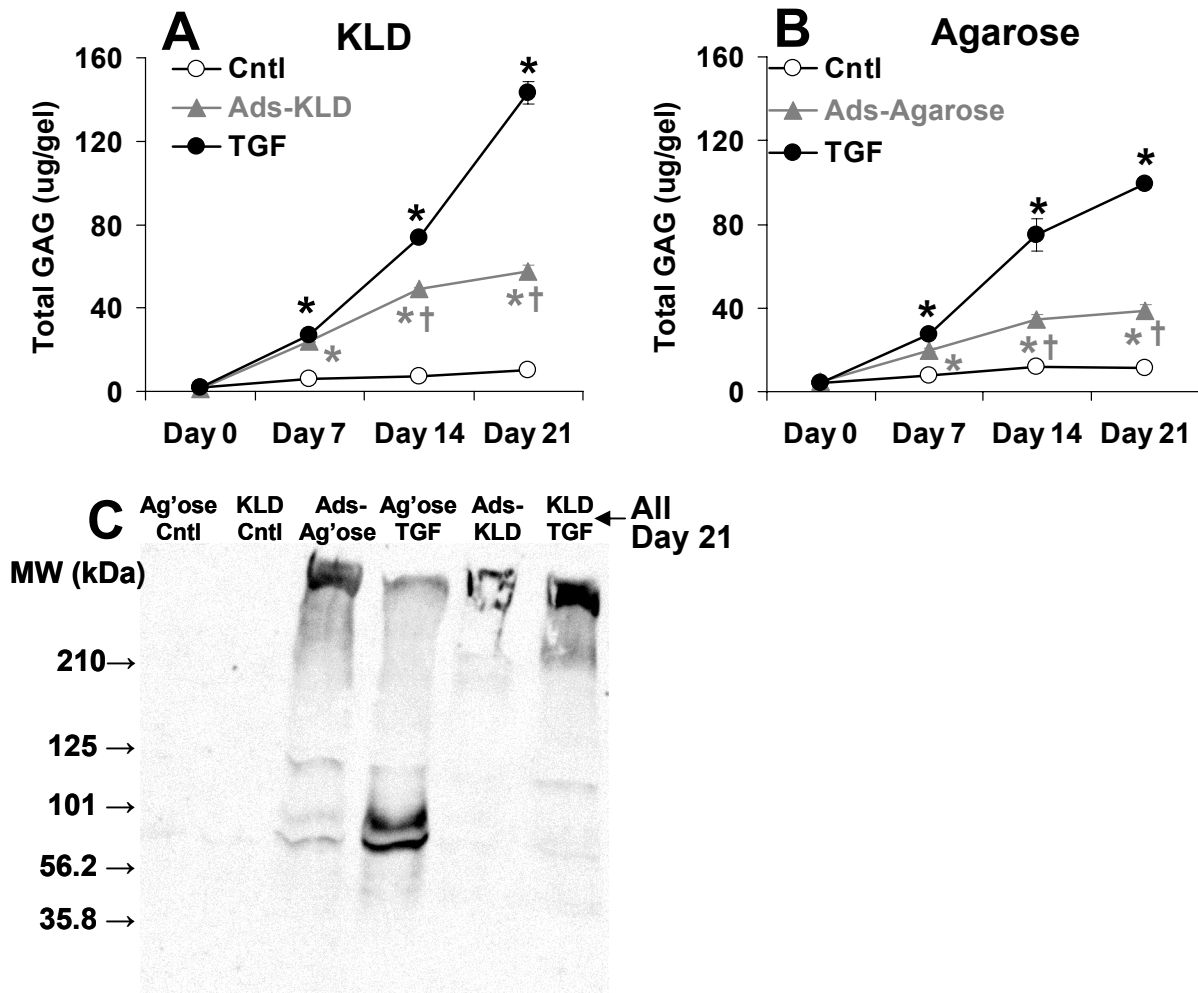 A KLD
Total GAG (ug/gel)
160
120
80
40
0
Cntl
Ads-KLD
TGF
*
*
*
*
*†
*†
Day 0 Day 7 Day 14 Day 21
B Agarose
Total GAG (ug/gel)
160
120
80
40
0
Cntl
Ads-Agarose
TGF
*
*
*
*
*†
*†
Day 0 Day 7 Day 14 Day 21
C
Ag'ose
Cntl
KLD
Cntl
Ads-
Ag'ose
Ag'ose
TGF
Ads-
KLD
KLD
TGF
←All
Day 21
MW (kDa)
210→
125 →
101 →
56.2 →
35.8 →